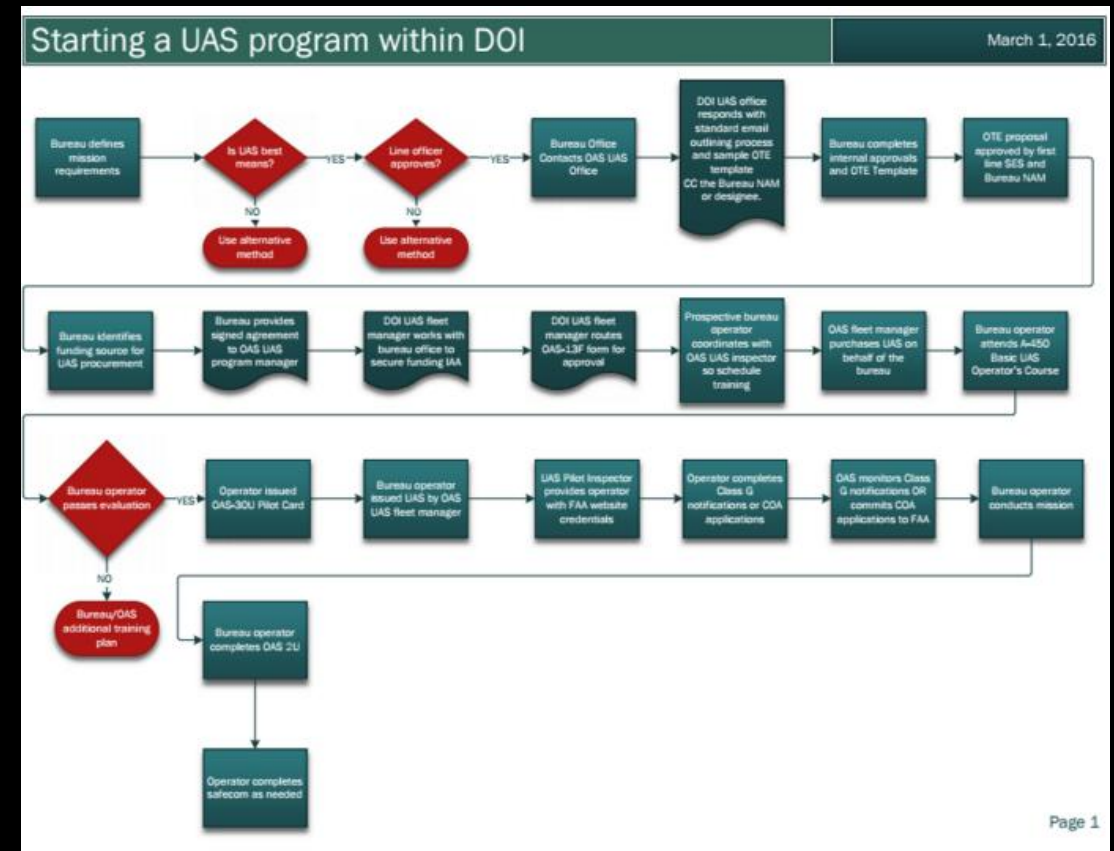 Starting a UAS program within DOI
March 1, 2016
Bureau defines
mission
requirements
Is UAS best
means?
YES
NO
Use alternative
method
Line officer
approves?
YES
NO
Use alternative
method
Bureau Office
Contacts OAS UAS
Office
DOI UAS office
responds with
standard email
outlining process
and sample OTE
template
CC the Bureau NAM
or designee.
Bureau completes
internal approvals
and OTE Template
OTE proposal
approved by first
line SES and
Bureau NAM
Bureau identifies
funding source for
UAS procurement
Bureau provides
signed agreement
to OAS UAS
program manager
DOI UAS fleet
manager works with
bureau office to
secure funding IAA
DOI UAS fleet
manager routes
OAS-13F form for
approval
Prospective bureau
operator
coordinates with
OAS UAS inspector
so schedule
training
OAS fleet manager
purchases UAS on
behalf of the
bureau
Bureau operator
attends A-450
Basic UAS
Operator's Course
Bureau operator
passes evaluation
YES
NO
Bureau/OAS
additional training
plan
Operator issued
OAS-30U Pilot Card
Bureau operator
issued UAS by OAS
UAS fleet manager
UAS Pilot Inspector
provides operator
with FAA website
credentials
Operator completes
Class G
notifications or COA
applications
OAS monitors Class
G notifications OR
commits COA
applications to FAA
Bureau operator
conducts mission
Bureau operator
completes OAS 2U
Operator completes
safecom as needed
Page 1